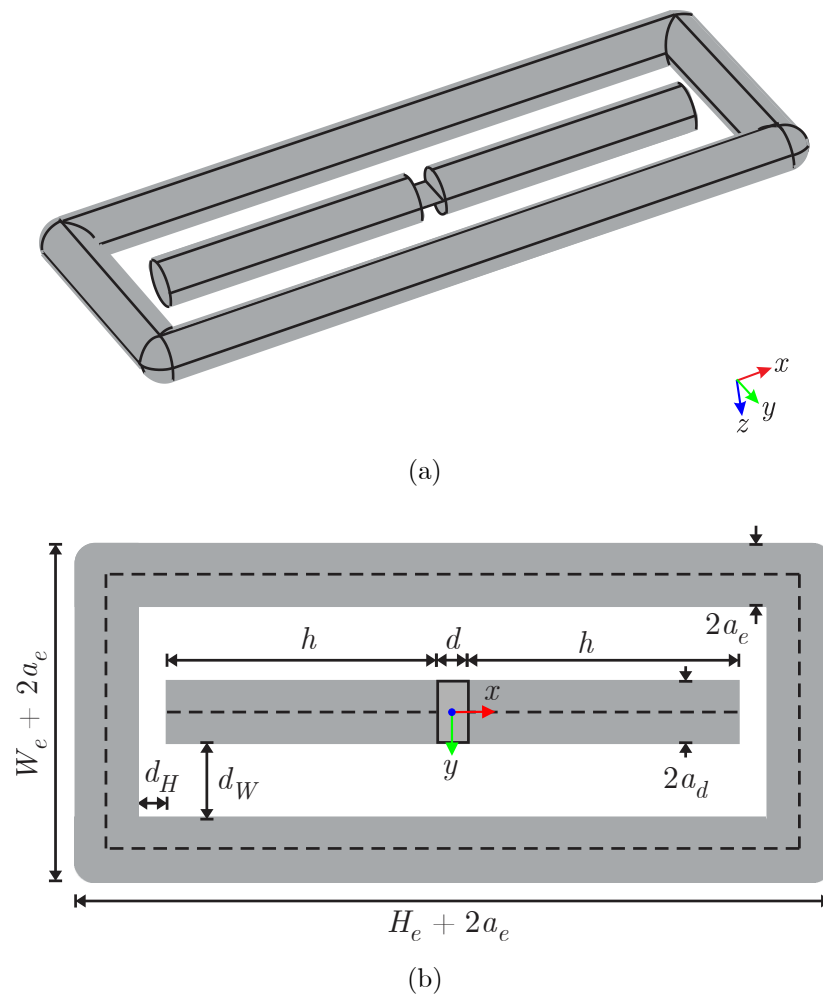 x
y
z
(a)
2a_e
h d h
x
W_e + 2a_e
d_H d_W y 2a_d
H_e + 2a_e
(b)